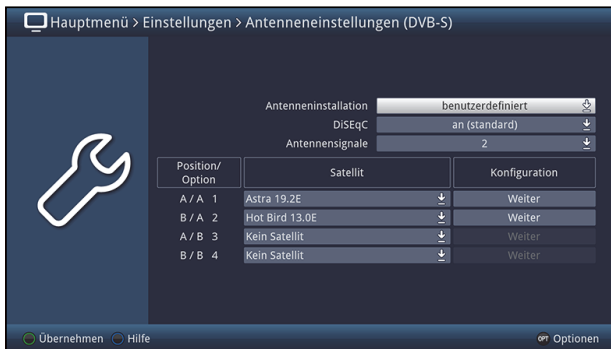 Hauptmenü > Einstellungen > Antenneneinstellungen (DVB-S)
Antenneninstallation benutzerdefiniert
DiSEqC an (standard)
Antennensignale 2
Position/ Option Satellit Konfiguration
A / A 1 Astra 19.2E Weiter
B / A 2 Hot Bird 13.0E Weiter
A / B 3 Kein Satellit Weiter
B / B 4 Kein Satellit Weiter
Übernehmen Hilfe OPT Optionen